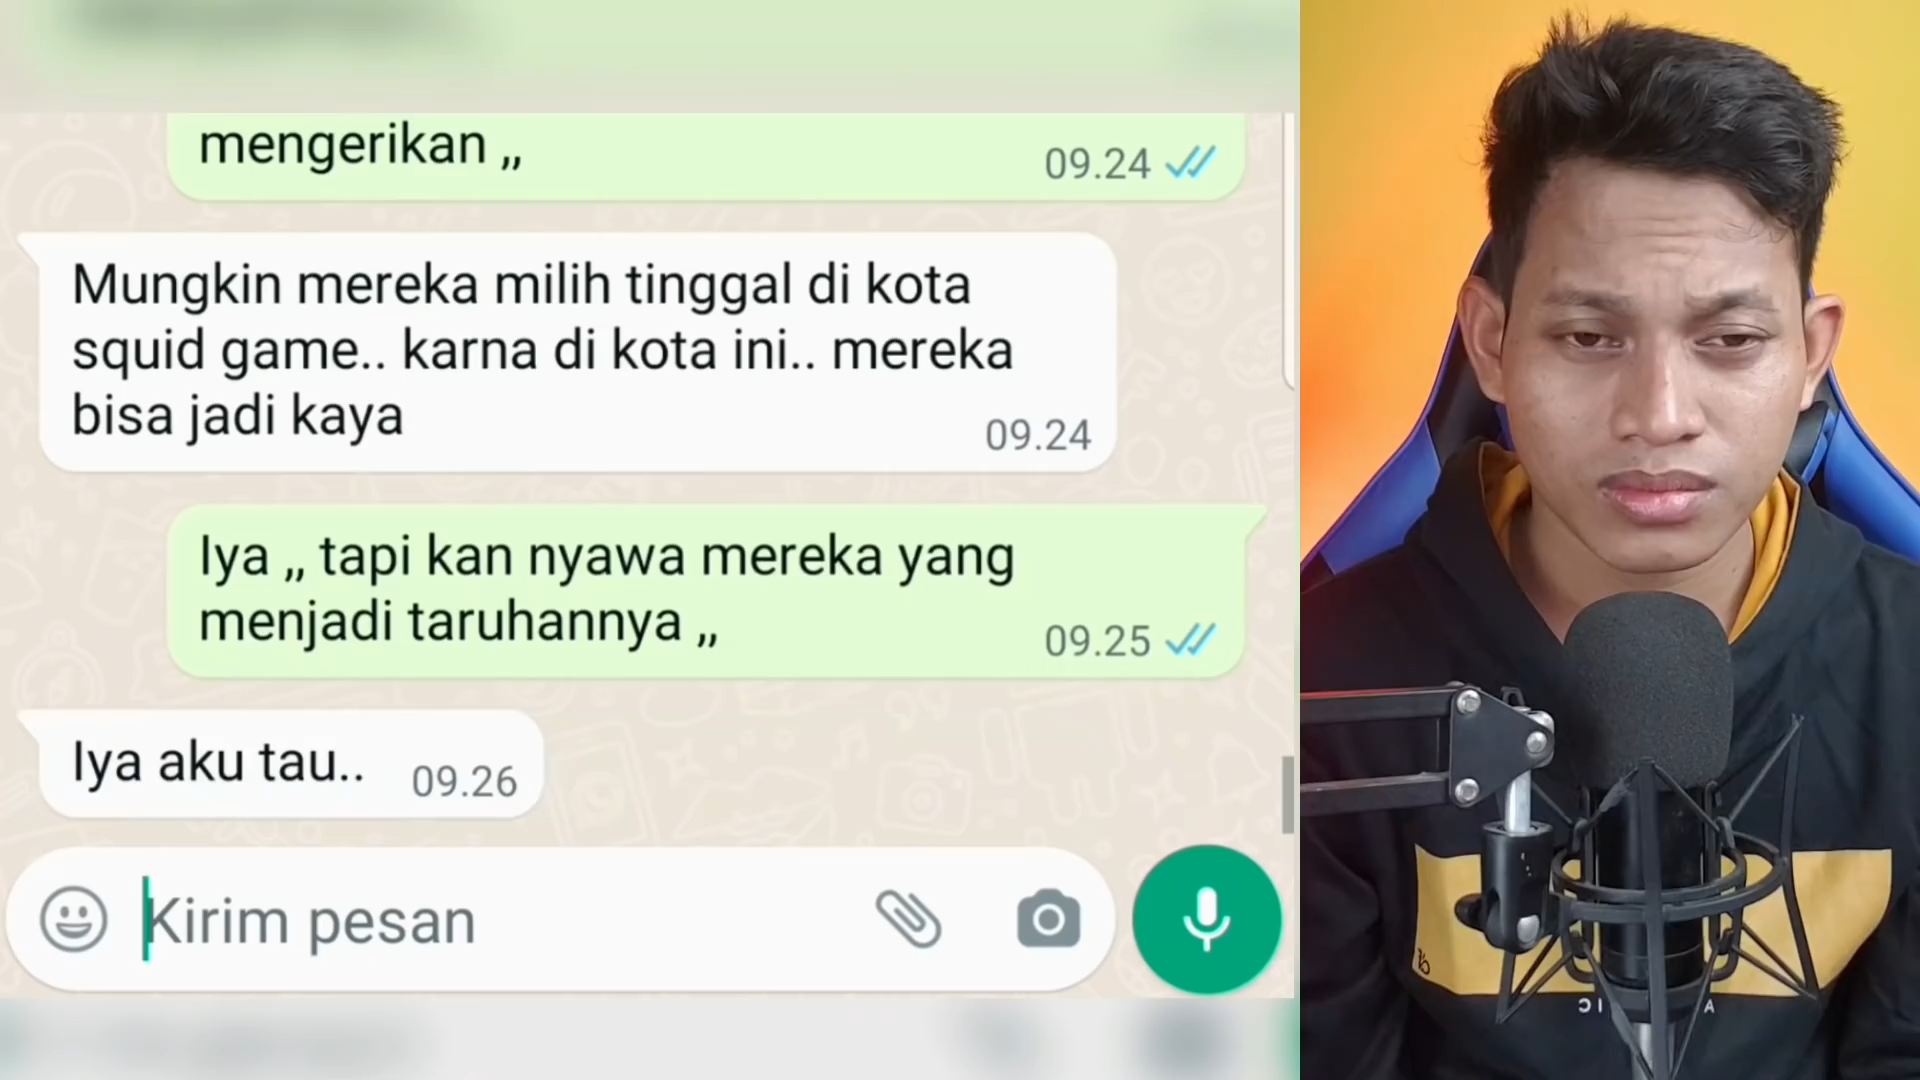 mengerikan ,,
09.24
Mungkin mereka milih tinggal di kota
squid game.. karna di kota ini.. mereka
bisa jadi kaya
09.24
Iya ,, tapi kan nyawa mereka yang
menjadi taruhannya ,,
09.25
Iya aku tau..
09.26
Kirim pesan